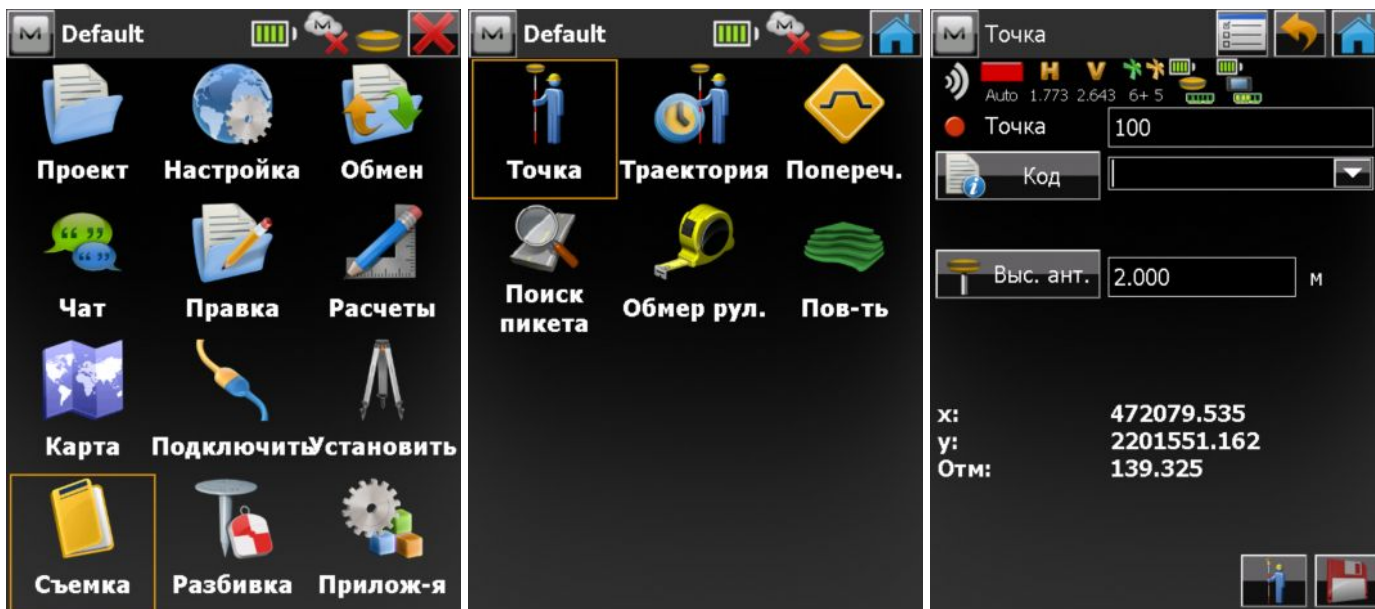 Default
Проект Настройка Обмен
Чат Правка Расчеты
Карта Подключить Установить
Съемка Разбивка Прилож-я
Default
Точка Траектория Попереч.
Поиск пикета Обмер рул. Пов-ть
Точка
H V
Auto 1.773 2.643 6+ 5
Точка 100
Код
Выс. ант. 2.000 м
x: 472079.535
y: 2201551.162
Отм: 139.325